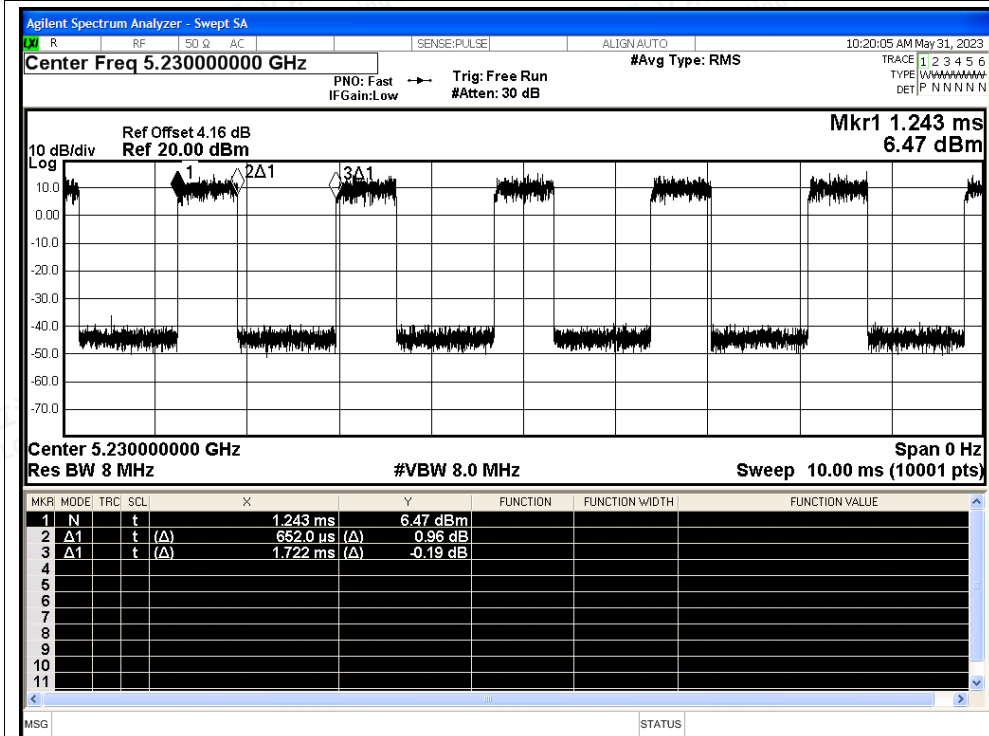 Agilent Spectrum Analyzer - Swept SA
LXI R RF 50 Ω AC SENSE:PULSE ALIGN AUTO 10:20:05 AM May 31, 2023
Center Freq 5.230000000 GHz
#Avg Type: RMS
TRACE 1 2 3 4 5 6
TYPE W
DET P N N N N N
PNO: Fast
IFGain:Low
Trig: Free Run
#Atten: 30 dB
Mkr1 1.243 ms
6.47 dBm
Ref Offset 4.16 dB
10 dB/div Ref 20.00 dBm
Log
1 2Δ1 3Δ1
10.0
0.00
-10.0
-20.0
-30.0
-40.0
-50.0
-60.0
-70.0
Center 5.230000000 GHz Span 0 Hz
Res BW 8 MHz #VBW 8.0 MHz Sweep 10.00 ms (10001 pts)
MKR MODE TRC SCL X Y FUNCTION FUNCTION WIDTH FUNCTION VALUE
1 N t 1.243 ms 6.47 dBm
2 Δ1 t (Δ) 652.0 µs (Δ) 0.96 dB
3 Δ1 t (Δ) 1.722 ms (Δ) -0.19 dB
4
5
6
7
8
9
10
11
MSG STATUS